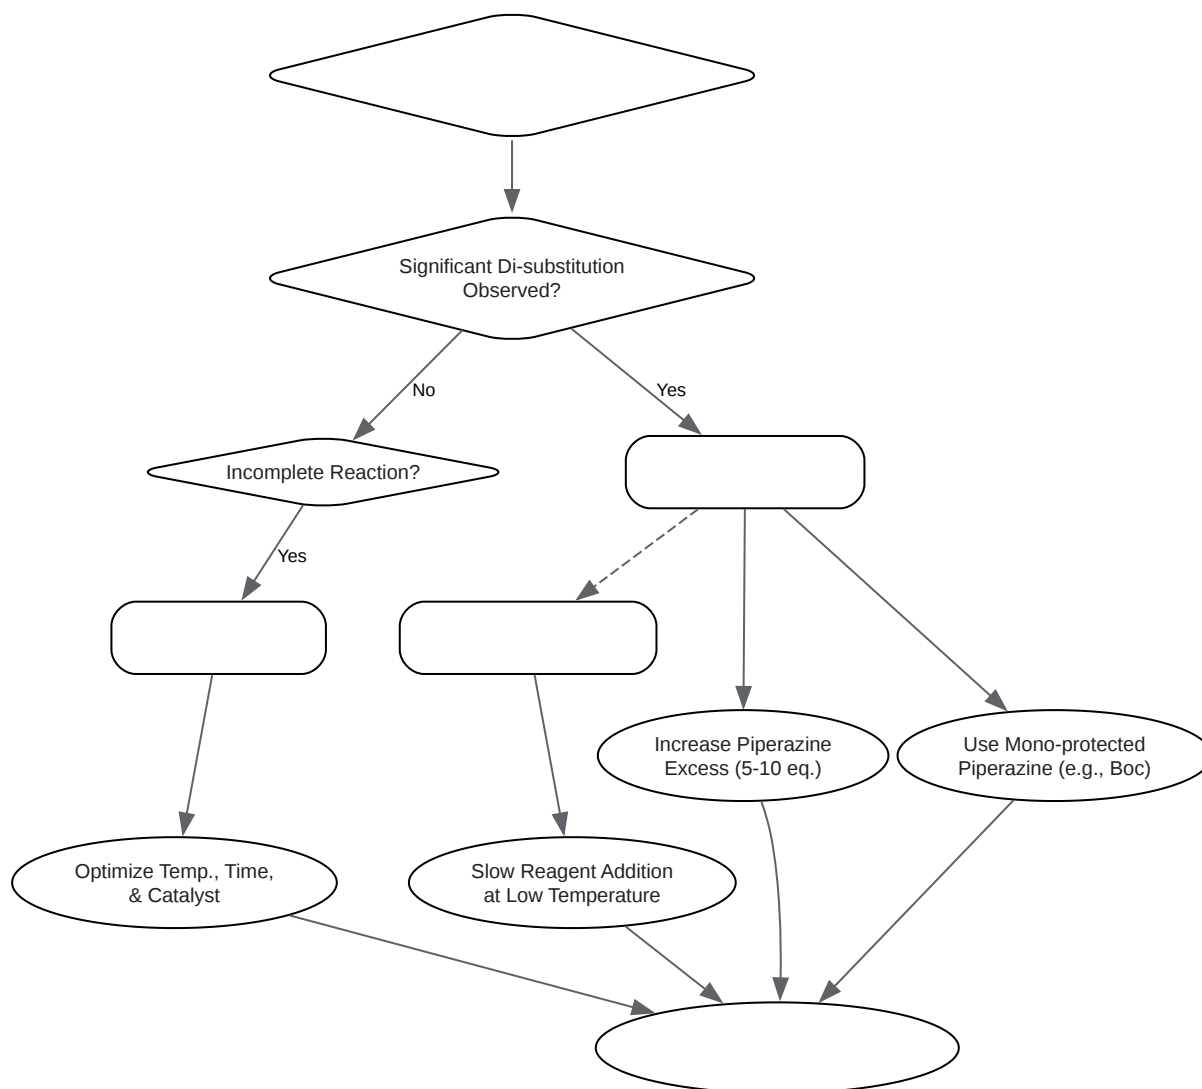 Significant Di-substitution
Observed?
No
Yes
Incomplete Reaction?
Yes
Increase Piperazine
Excess (5-10 eq.)
Use Mono-protected
Piperazine (e.g., Boc)
Optimize Temp., Time,
& Catalyst
Slow Reagent Addition
at Low Temperature